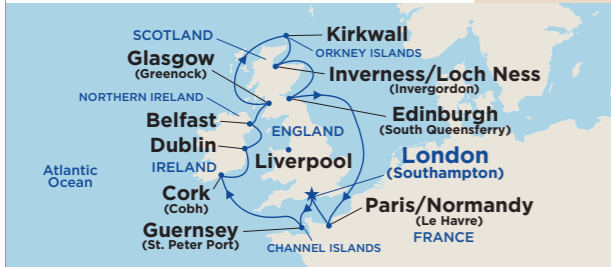 SCOTLAND
Kirkwall
ORKNEY ISLANDS
Glasgow
(Greenock)
Inverness/Loch Ness
(Invergordon)
NORTHERN IRELAND
Edinburgh
(South Queensferry)
Belfast
ENGLAND
Dublin
Liverpool
London
(Southampton)
IRELAND
Atlantic
Ocean
Cork
(Cobh)
Paris/Normandy
(Le Havre)
Guernsey
(St. Peter Port)
CHANNEL ISLANDS
FRANCE